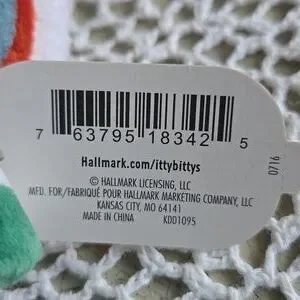 7 63795 18342 5
Hallmark.com/ittybittys
© HALLMARK LICENSING, LLC
MFD. FOR/FABRIQUÉ POUR HALLMARK MARKETING COMPANY, LLC
KANSAS CITY, MO 64141
MADE IN CHINA KDD1095
0716